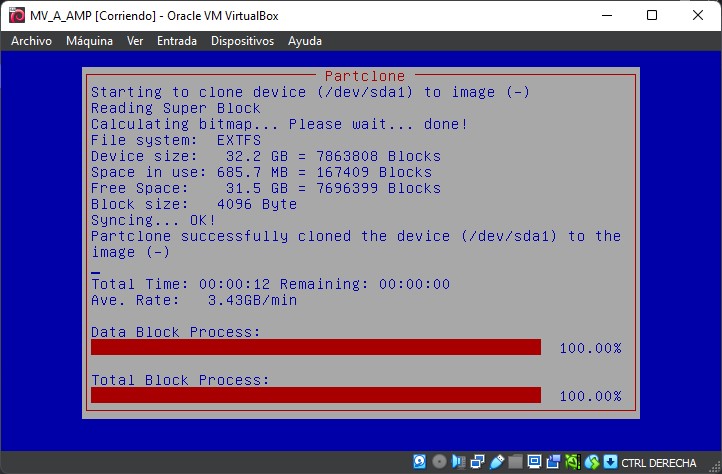 MV_A_AMP [Corriendo] - Oracle VM VirtualBox
Archivo Máquina Ver Entrada Dispositivos Ayuda
Partclone
Starting to clone device (/dev/sda1) to image (-)
Reading Super Block
Calculating bitmap... Please wait... done!
File system:  EXTFS
Device size:   32.2 GB = 7863808 Blocks
Space in use: 685.7 MB = 167409 Blocks
Free Space:    31.5 GB = 7696399 Blocks
Block size:   4096 Byte
Syncing... OK!
Partclone successfully cloned the device (/dev/sda1) to the
image (-)
Total Time: 00:00:12 Remaining: 00:00:00
Ave. Rate:   3.43GB/min
Data Block Process:
100.00%
Total Block Process:
100.00%
CTRL DERECHA